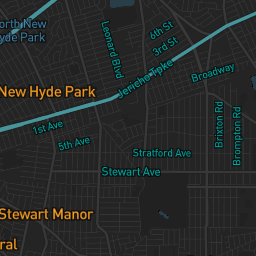 North New
Hyde Park
Leonard Blvd
6th St
3rd St
Jericho Tpke
Broadway
New Hyde Park
1st Ave
5th Ave
Brixton Rd
Brompton Rd
Stratford Ave
Stewart Ave
Stewart Manor
ral